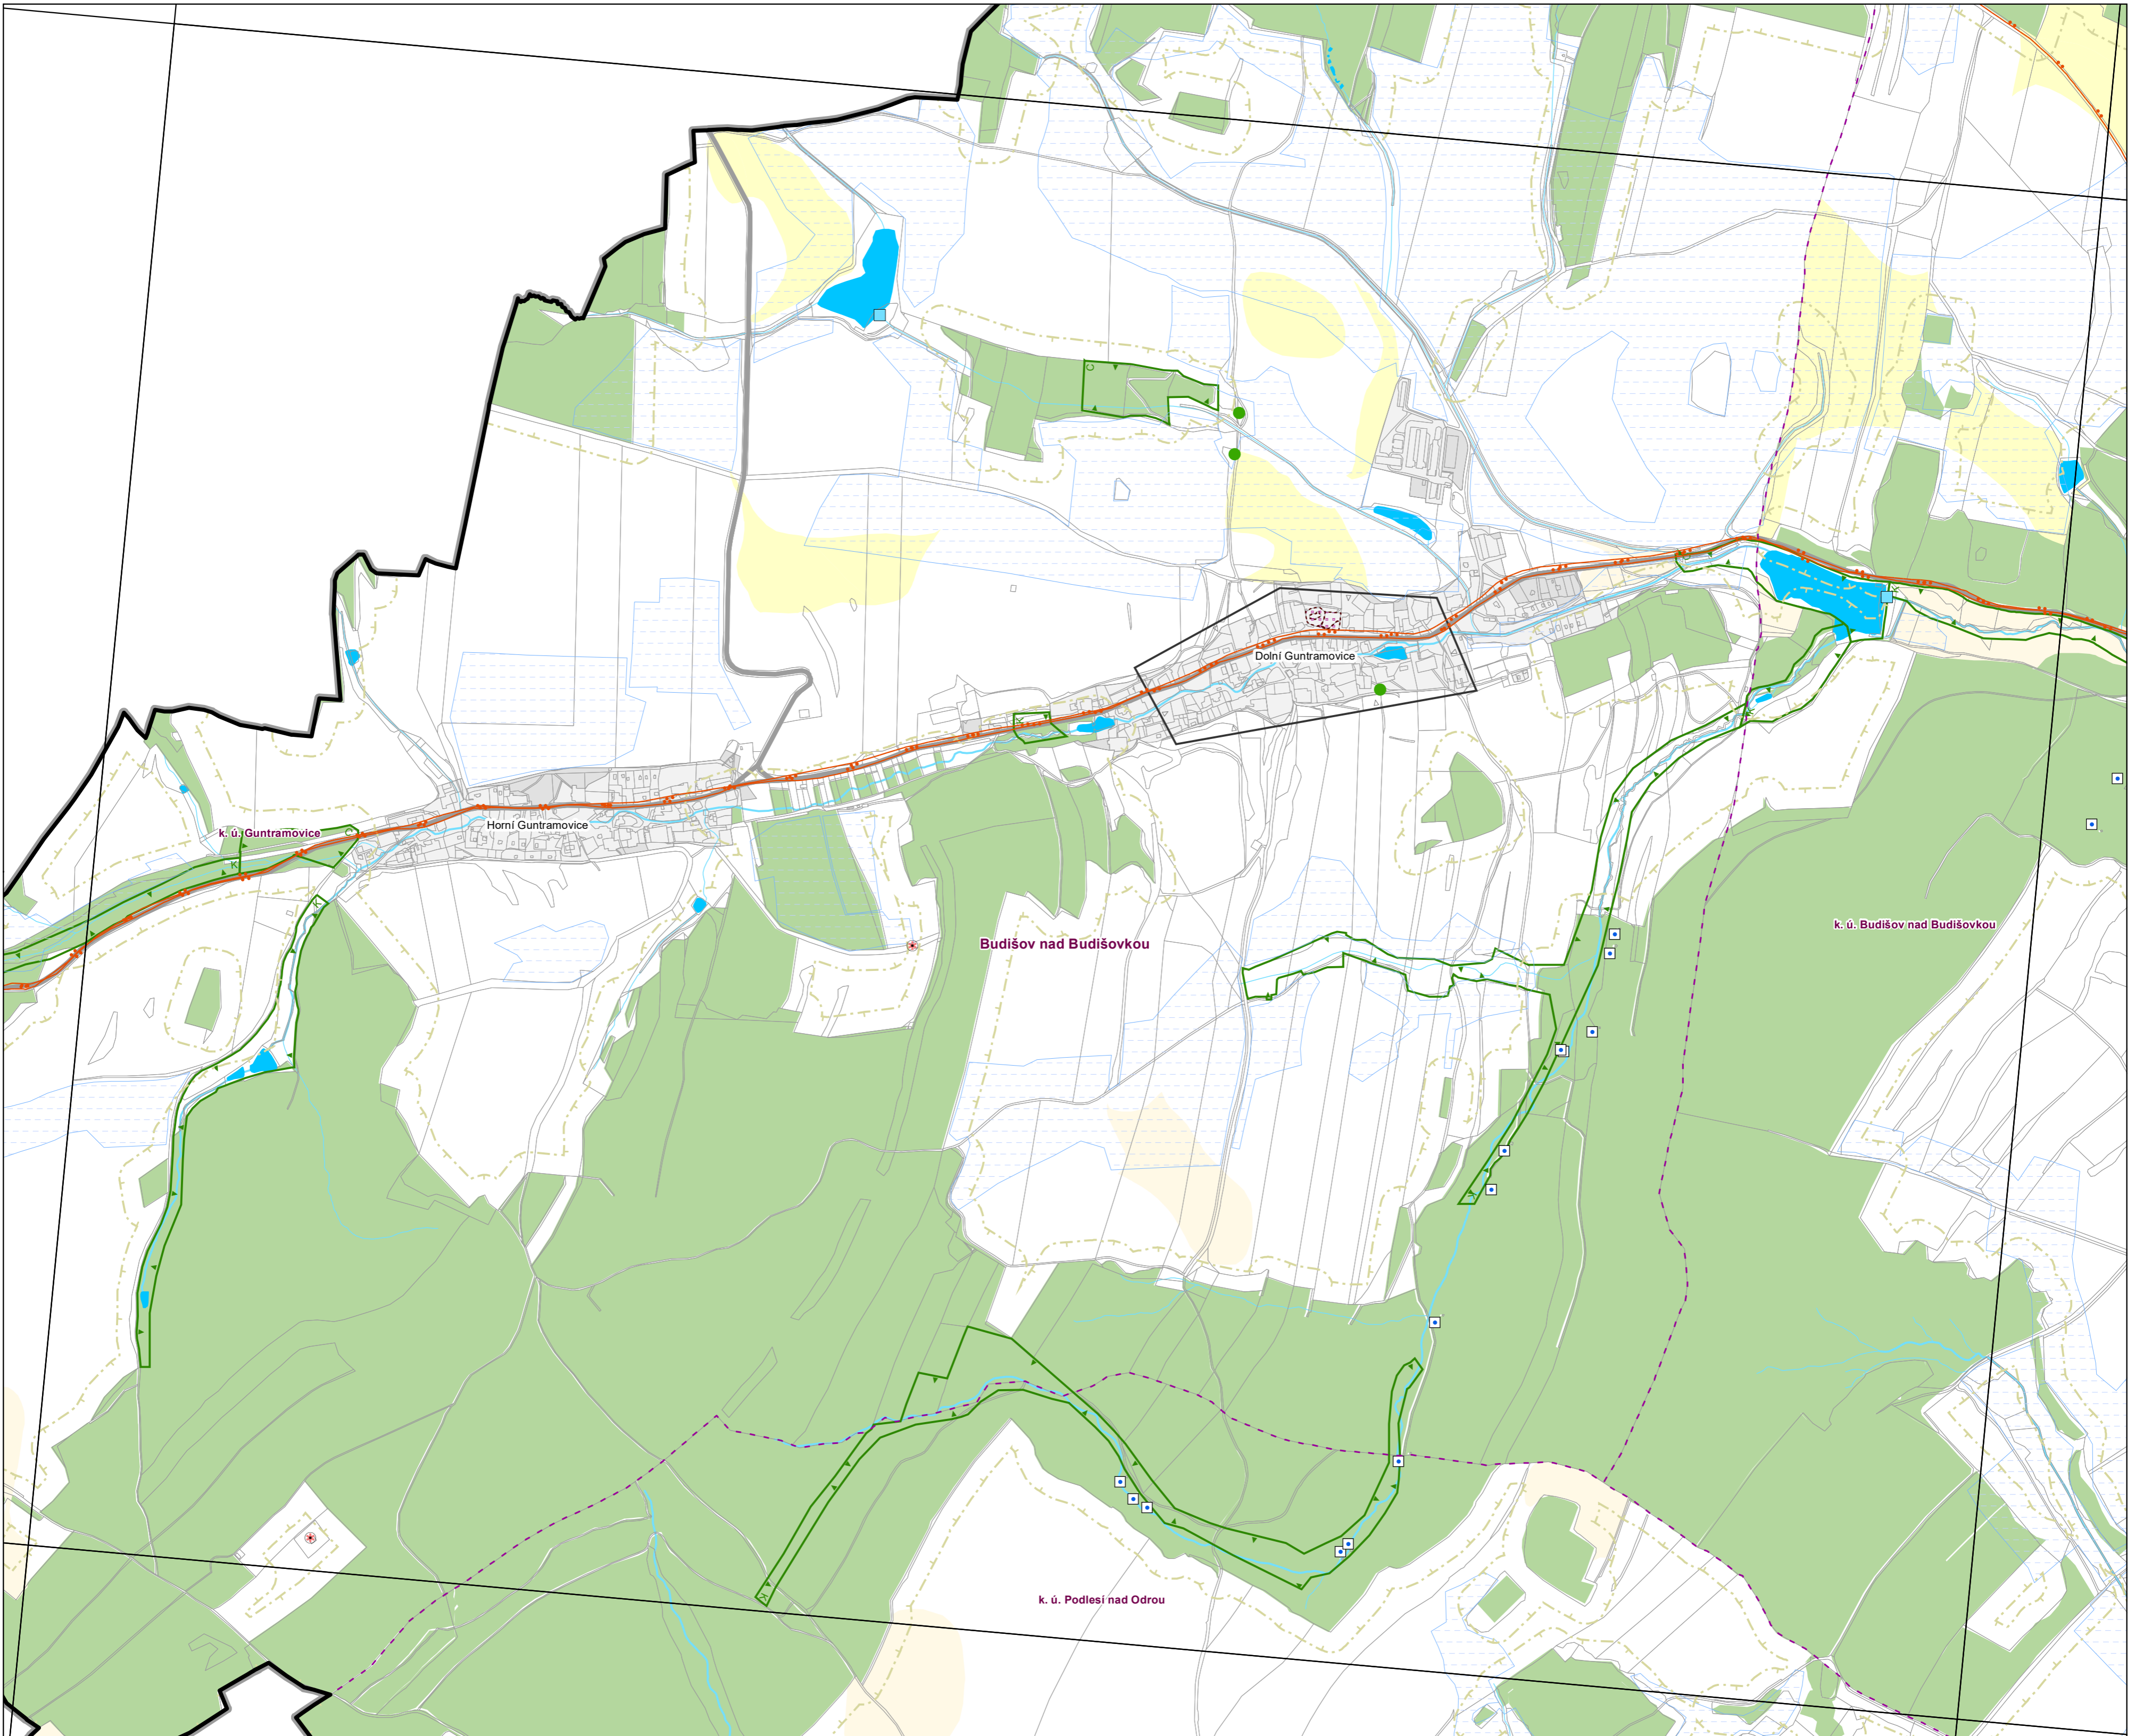 Dolní Guntramovice
Horní Guntramovice
k. ú. Guntramovice
k. ú. Budišov nad Budišovkou
Budišov nad Budišovkou
k. ú. Podlesí nad Odrou